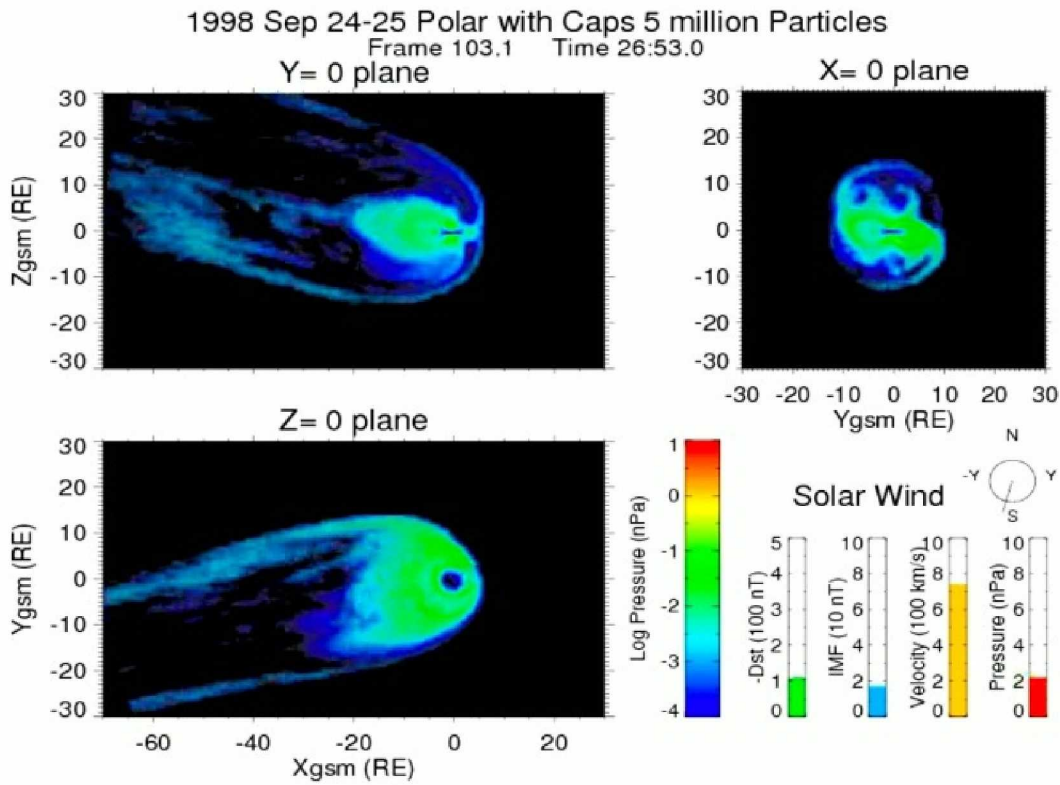 1998 Sep 24-25 Polar with Caps 5 million Particles
Frame 103.1 Time 26:53.0
Y= 0 plane
X= 0 plane
30
20
10
0
-10
-20
-30
Zgsm (RE)
30
20
10
0
-10
-20
-30
-30 -20 -10 0 10 20 30
Ygsm (RE)
Z= 0 plane
30
20
10
0
-10
-20
-30
Ygsm (RE)
-60 -40 -20 0 20
Xgsm (RE)
1
0
-1
-2
-3
-4
Log Pressure (nPa)
Solar Wind
N
-Y Y
S
5
4
3
2
1
0
-Dst (100 nT)
10
8
6
4
2
0
IMF (10 nT)
10
8
6
4
2
0
Velocity (100 km/s)
10
8
6
4
2
0
Pressure (nPa)